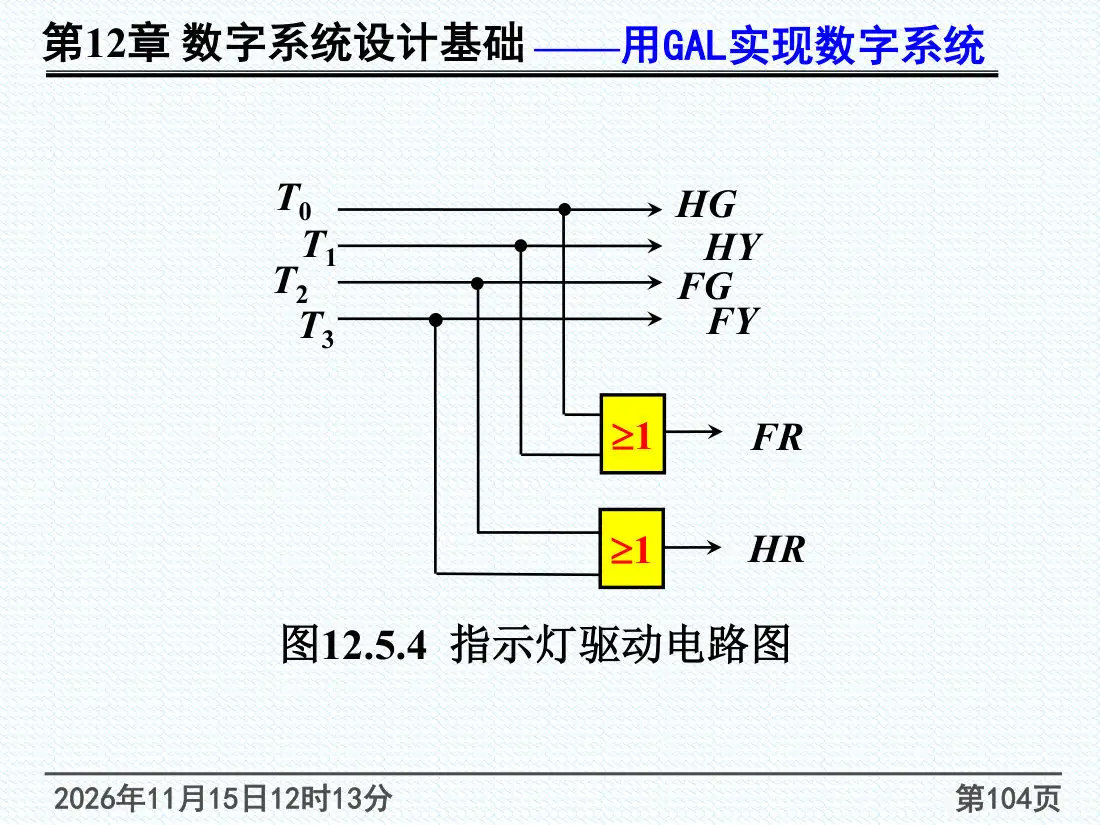 第12章 数字系统设计基础 ——用GAL实现数字系统
T0 HG
T1 HY
T2 FG
T3 FY
≥1 FR
≥1 HR
图12.5.4 指示灯驱动电路图
2026年11月15日12时13分 第104页